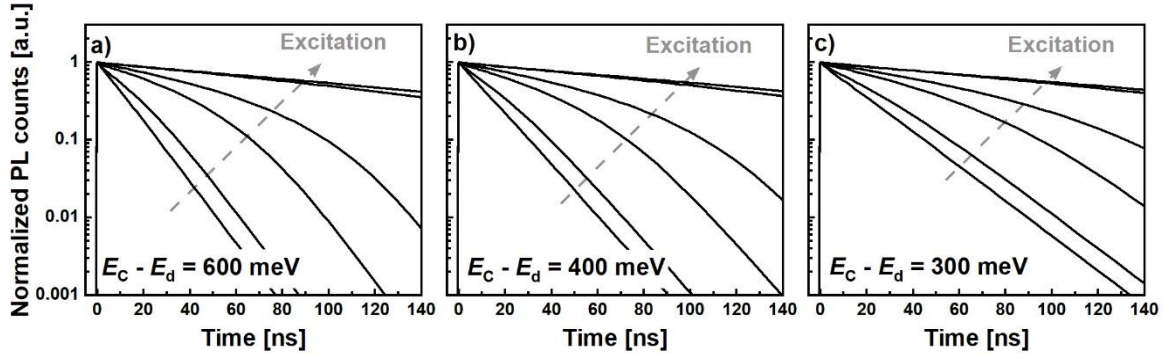 Normalized PL counts [a.u.]
1
0.1
0.01
0.001
a)
Excitation
E_C - E_d = 600 meV
0 20 40 60 80 100 120 140
Time [ns]
b)
Excitation
E_C - E_d = 400 meV
0 20 40 60 80 100 120 140
Time [ns]
c)
Excitation
E_C - E_d = 300 meV
0 20 40 60 80 100 120 140
Time [ns]